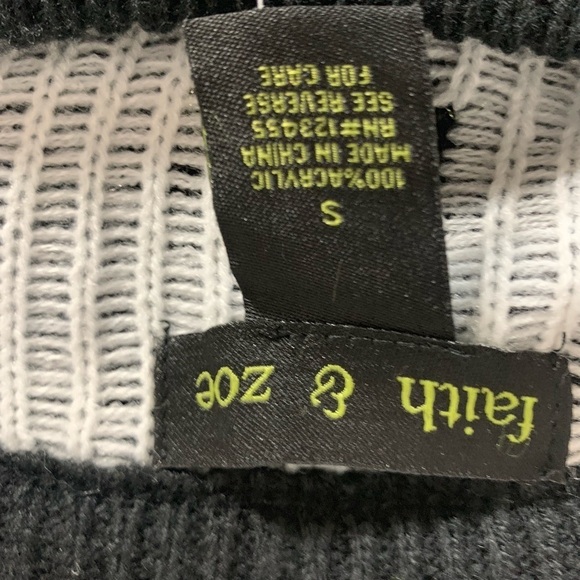 faith & zoe
S
100% ACRYLIC
MADE IN CHINA
RN#123455
SEE REVERSE
FOR CARE